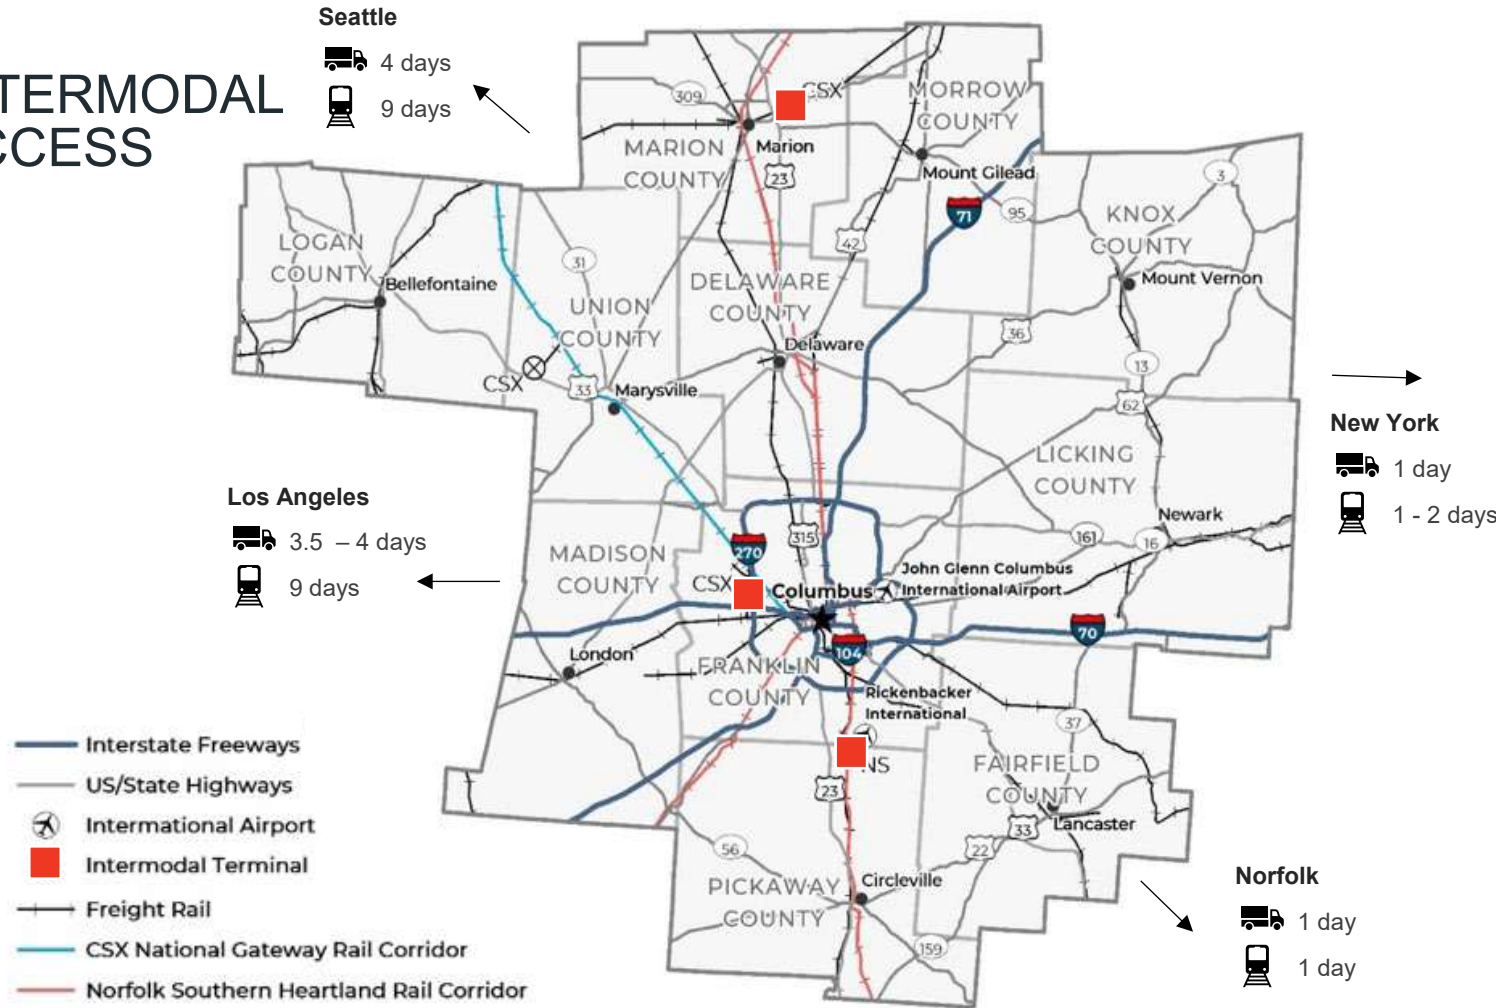 TERMODAL
CCESS
Seattle
4 days
9 days
309
CSX
MORROW
COUNTY
MARION
COUNTY
Marion
23
Mount Gilead
71
95
3
KNOX
COUNTY
Mount Vernon
LOGAN
COUNTY
Bellefontaine
31
42
UNION
COUNTY
DELAWARE
COUNTY
Delaware
36
13
62
CSX
33
Marysville
New York
1 day
1 - 2 days
LICKING
COUNTY
Newark
161
16
Los Angeles
3.5 – 4 days
9 days
MADISON
COUNTY
270
315
CSX
Columbus
John Glenn Columbus
International Airport
70
104
London
FRANKLIN
COUNTY
Rickenbacker
International
37
NS
23
FAIRFIELD
COUNTY
Lancaster
33
22
56
PICKAWAY
COUNTY
Circleville
159
Norfolk
1 day
1 day
Interstate Freeways
US/State Highways
Intermational Airport
Intermodal Terminal
Freight Rail
CSX National Gateway Rail Corridor
Norfolk Southern Heartland Rail Corridor